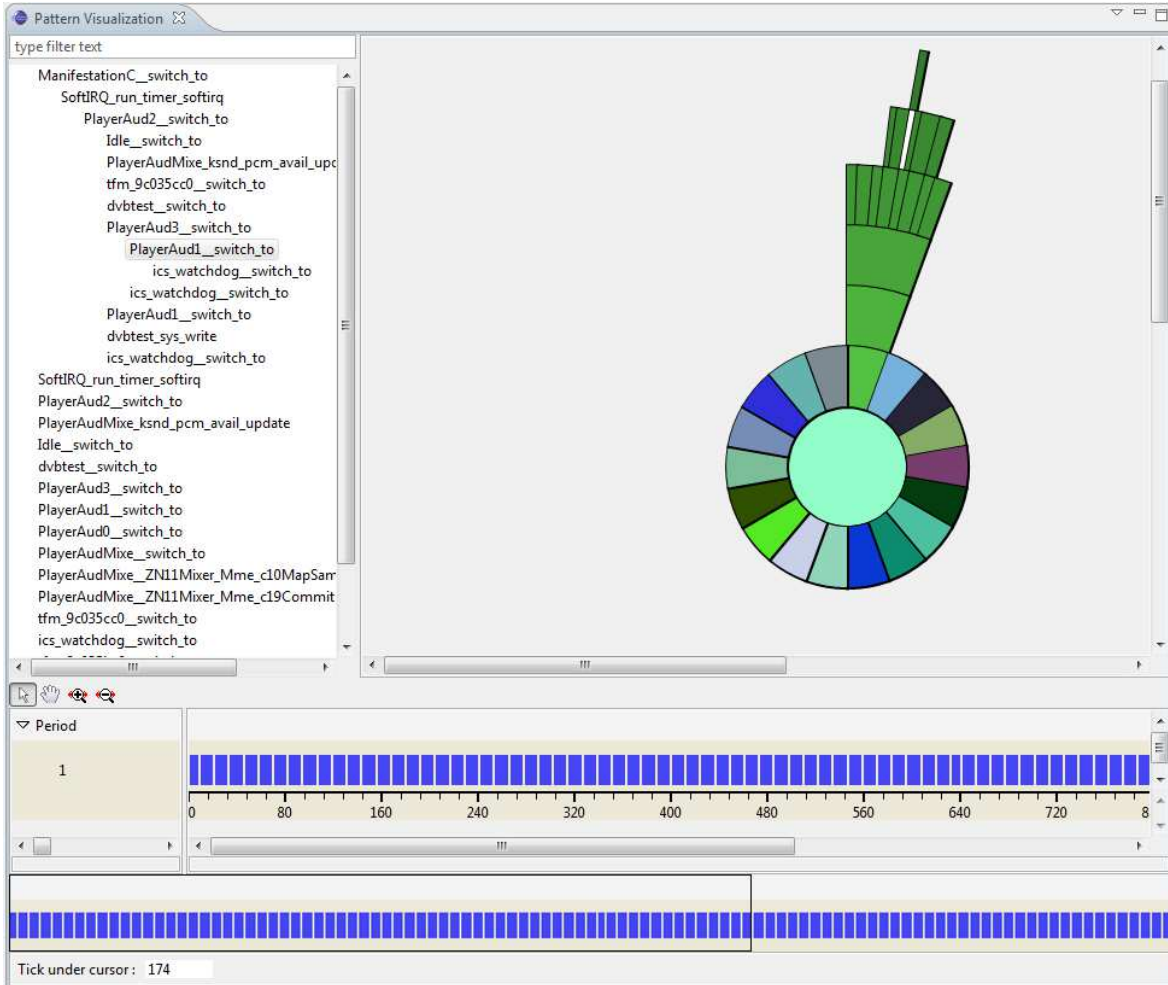 Pattern Visualization
type filter text
ManifestationC__switch_to
SoftIRQ_run_timer_softirq
PlayerAud2__switch_to
Idle__switch_to
PlayerAudMixe_ksnd_pcm_avail_upd
tfm_9c035cc0__switch_to
dvbtest__switch_to
PlayerAud3__switch_to
PlayerAud1__switch_to
ics_watchdog__switch_to
ics_watchdog__switch_to
PlayerAud1__switch_to
dvbtest_sys_write
ics_watchdog__switch_to
SoftIRQ_run_timer_softirq
PlayerAud2__switch_to
PlayerAudMixe_ksnd_pcm_avail_update
Idle__switch_to
dvbtest__switch_to
PlayerAud3__switch_to
PlayerAud1__switch_to
PlayerAud0__switch_to
PlayerAudMixe__switch_to
PlayerAudMixe__ZN11Mixer_Mme_c10MapSam
PlayerAudMixe__ZN11Mixer_Mme_c19Commit
tfm_9c035cc0__switch_to
ics_watchdog__switch_to
Period
1
0 80 160 240 320 400 480 560 640 720 8
Tick under cursor: 174